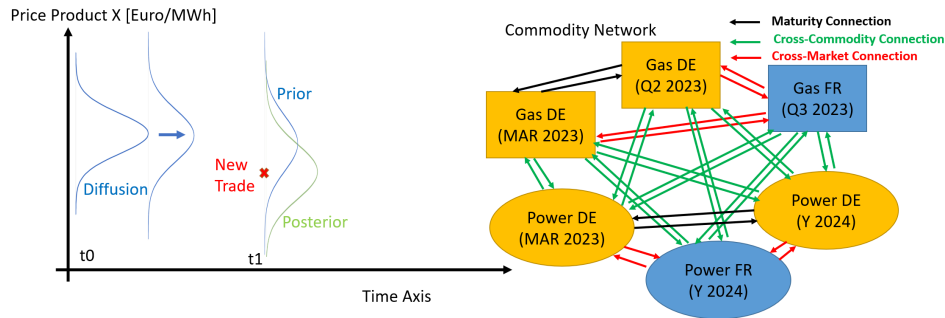 Price Product X [Euro/MWh]
Prior
Diffusion
New
Trade
Posterior
t0
t1
Time Axis
Commodity Network
Maturity Connection
Cross-Commodity Connection
Cross-Market Connection
Gas DE
(Q2 2023)
Gas FR
(Q3 2023)
Gas DE
(MAR 2023)
Power DE
(MAR 2023)
Power DE
(Y 2024)
Power FR
(Y 2024)